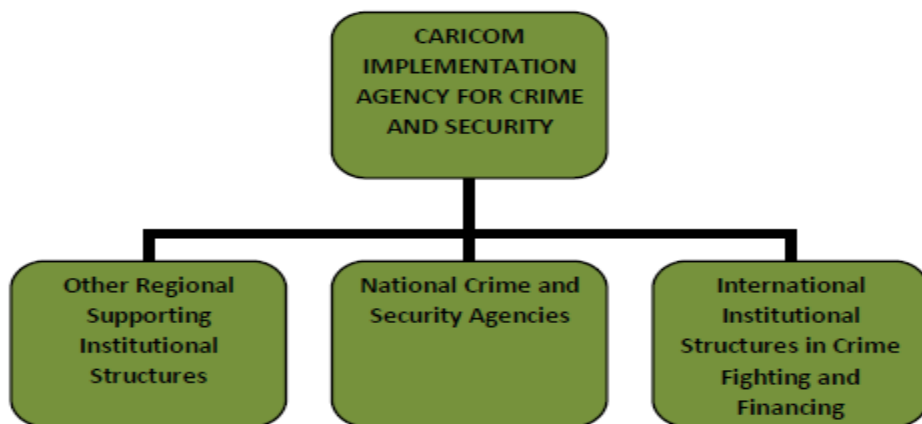 CARICOM
IMPLEMENTATION
AGENCY FOR CRIME
AND SECURITY
Other Regional
Supporting
Institutional
Structures
National Crime and
Security Agencies
International
Institutional
Structures in Crime
Fighting and
Financing